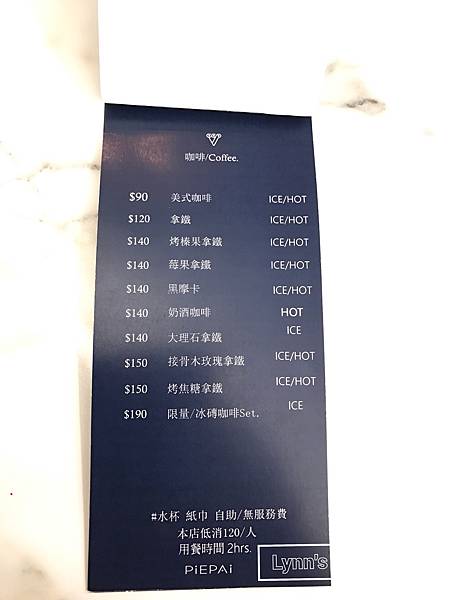 咖啡/Coffee.
$90 美式咖啡 ICE/HOT
$120 拿鐵 ICE/HOT
$140 烤榛果拿鐵 ICE/HOT
$140 莓果拿鐵 ICE/HOT
$140 黑摩卡 ICE/HOT
$140 奶酒咖啡 HOT
$140 大理石拿鐵 ICE
$150 接骨木玫瑰拿鐵 ICE/HOT
$150 烤焦糖拿鐵 ICE/HOT
$190 限量/冰磚咖啡Set. ICE
#水杯 紙巾 自助/無服務費
本店低消120/人
用餐時間 2hrs.
PiEPAi
Lynn's